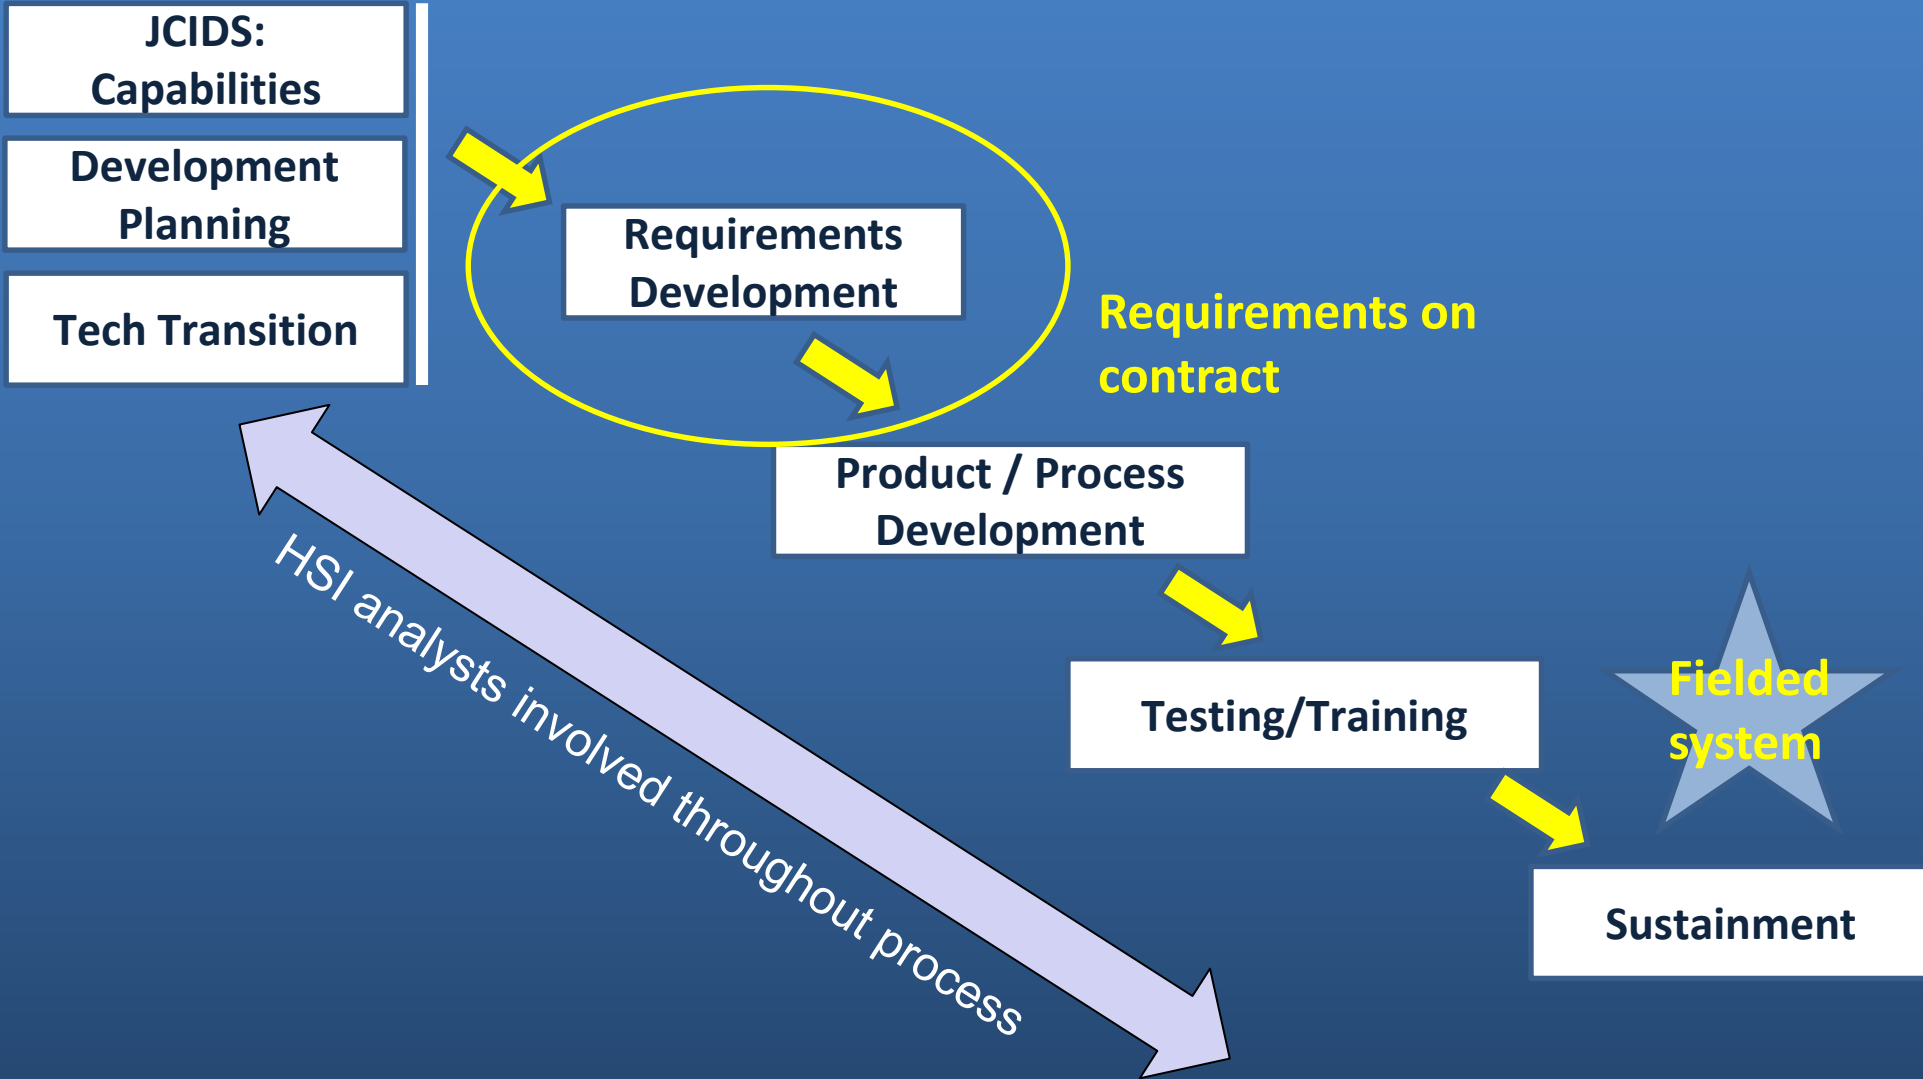 JCIDS:
Capabilities
Development
Planning
Tech Transition
Requirements
Development
Requirements on
contract
Product / Process
Development
HSI analysts involved throughout process
Testing/Training
Fielded
system
Sustainment